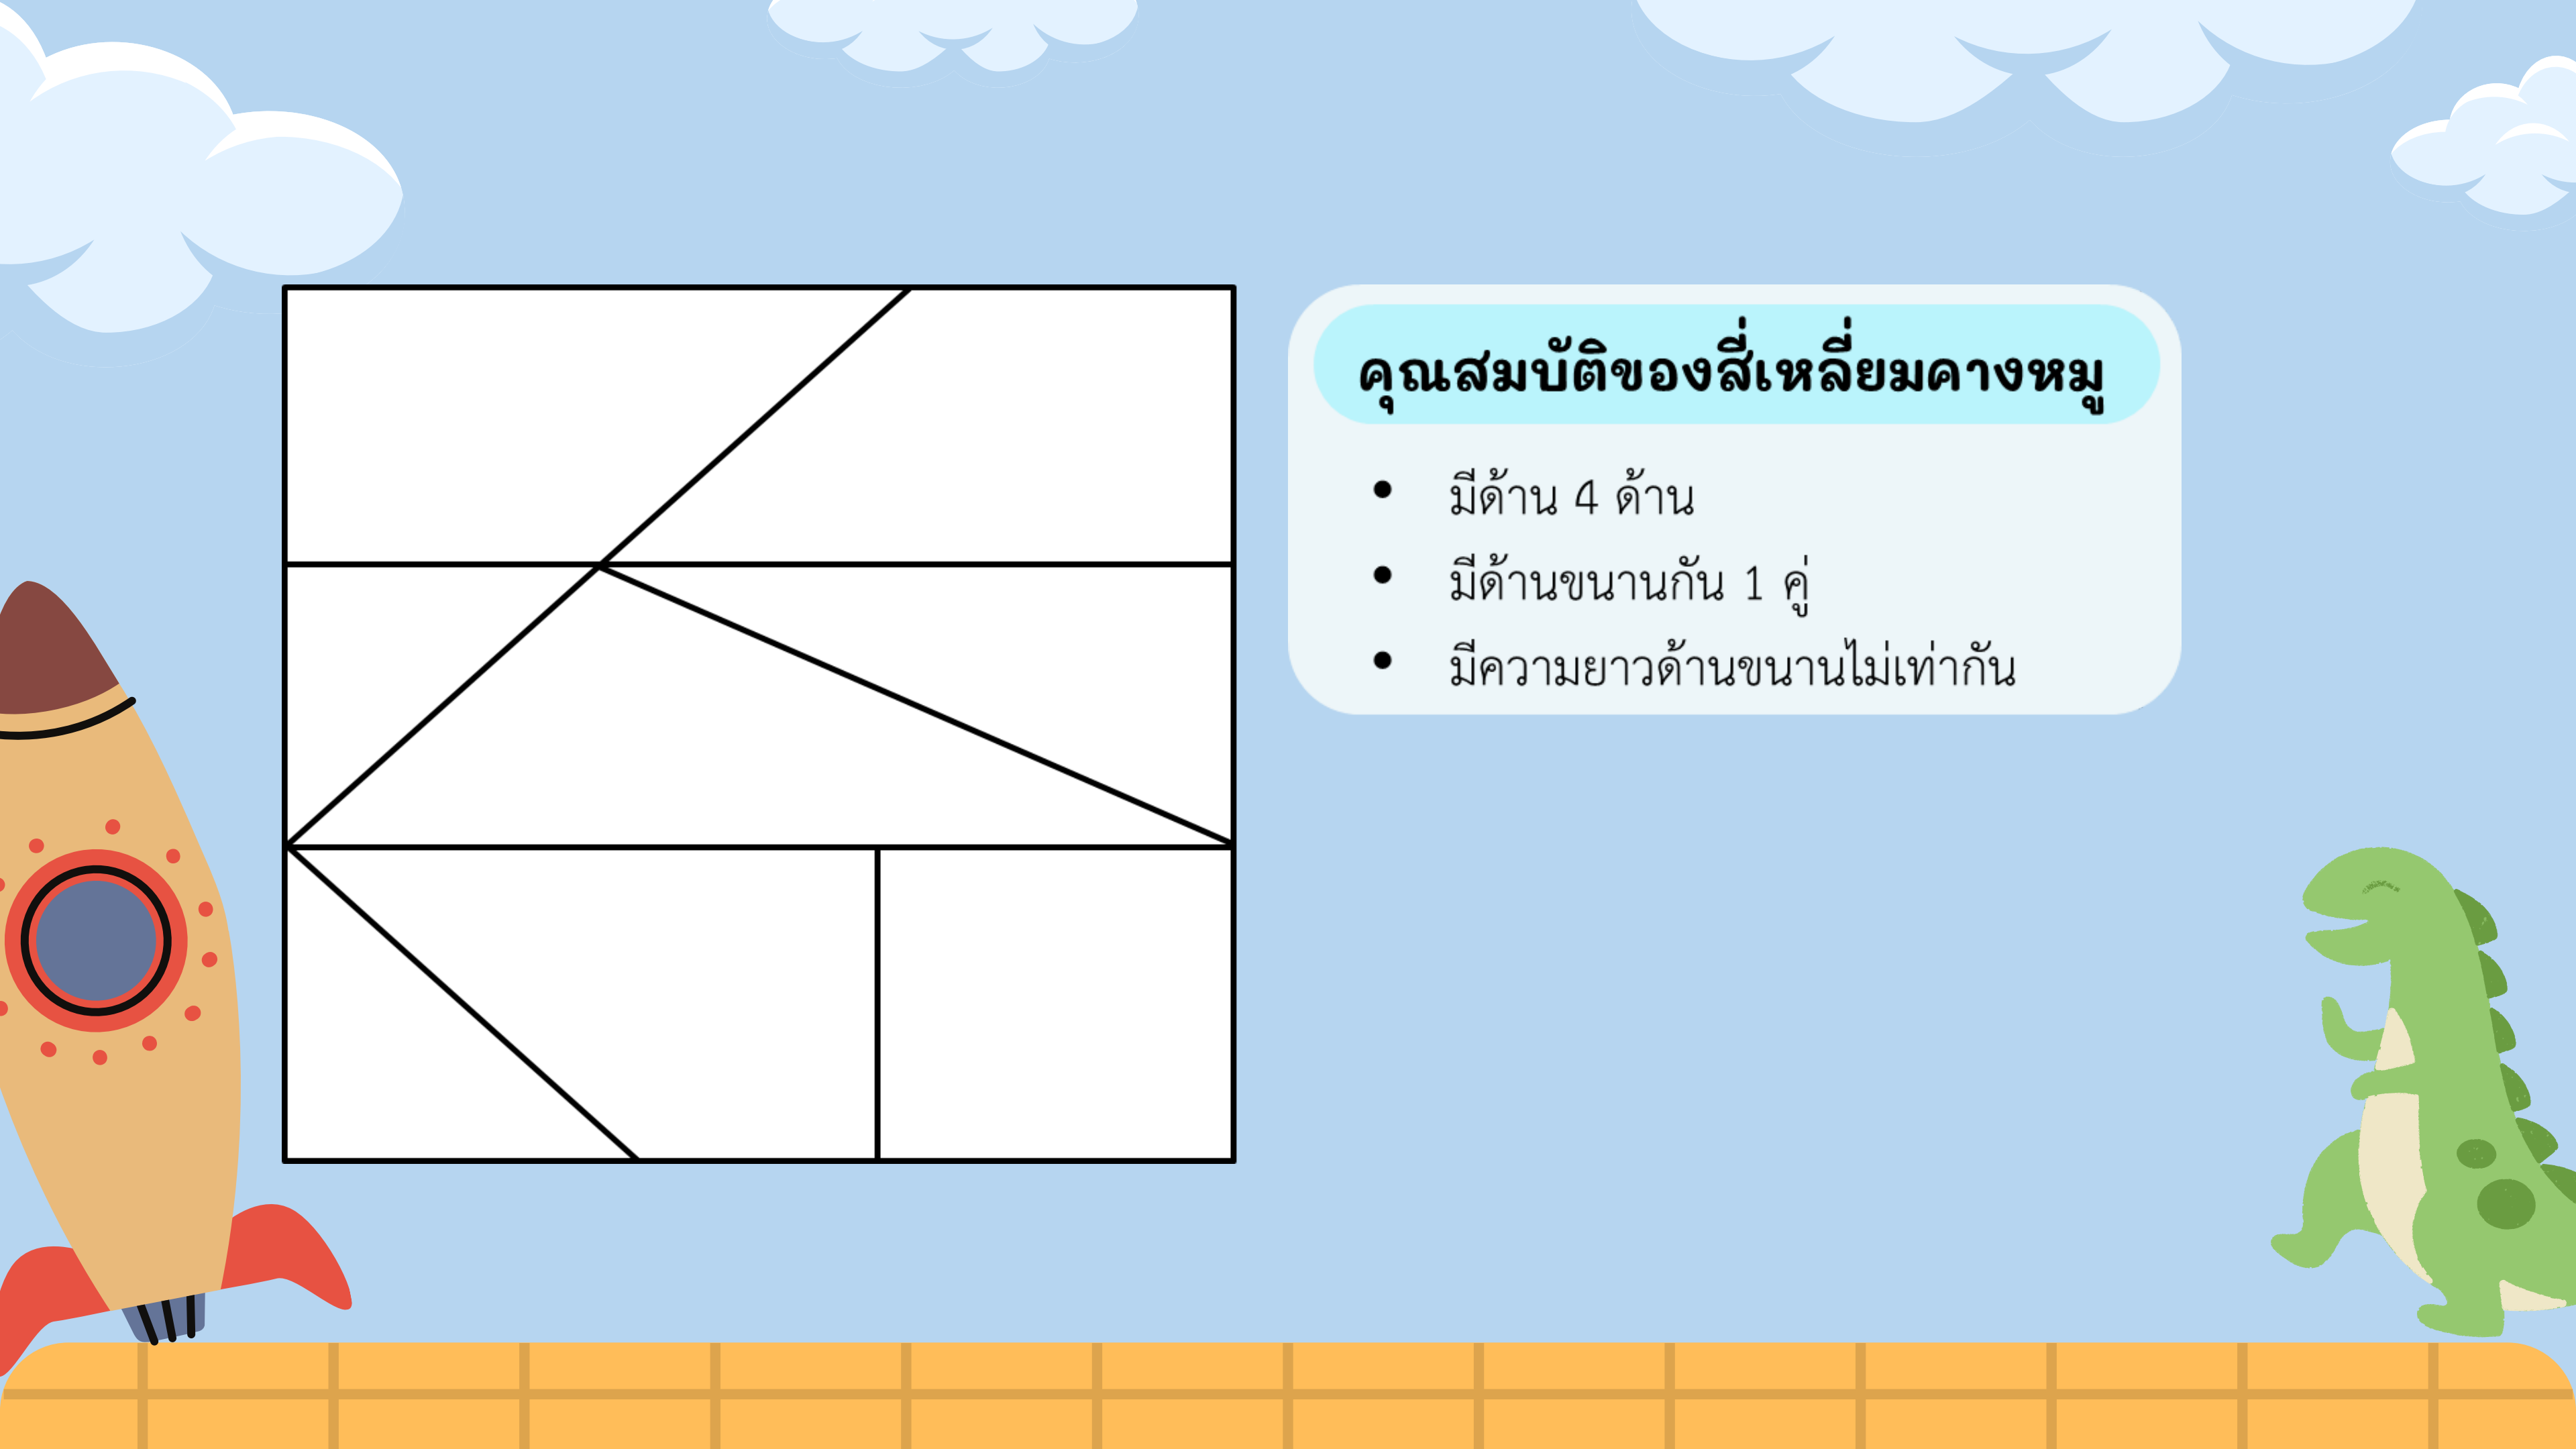 คุณสมบัติของสี่เหลี่ยมคางหมู
• มีด้าน 4 ด้าน
• มีด้านขนานกัน 1 คู่
• มีความยาวด้านขนานไม่เท่ากัน